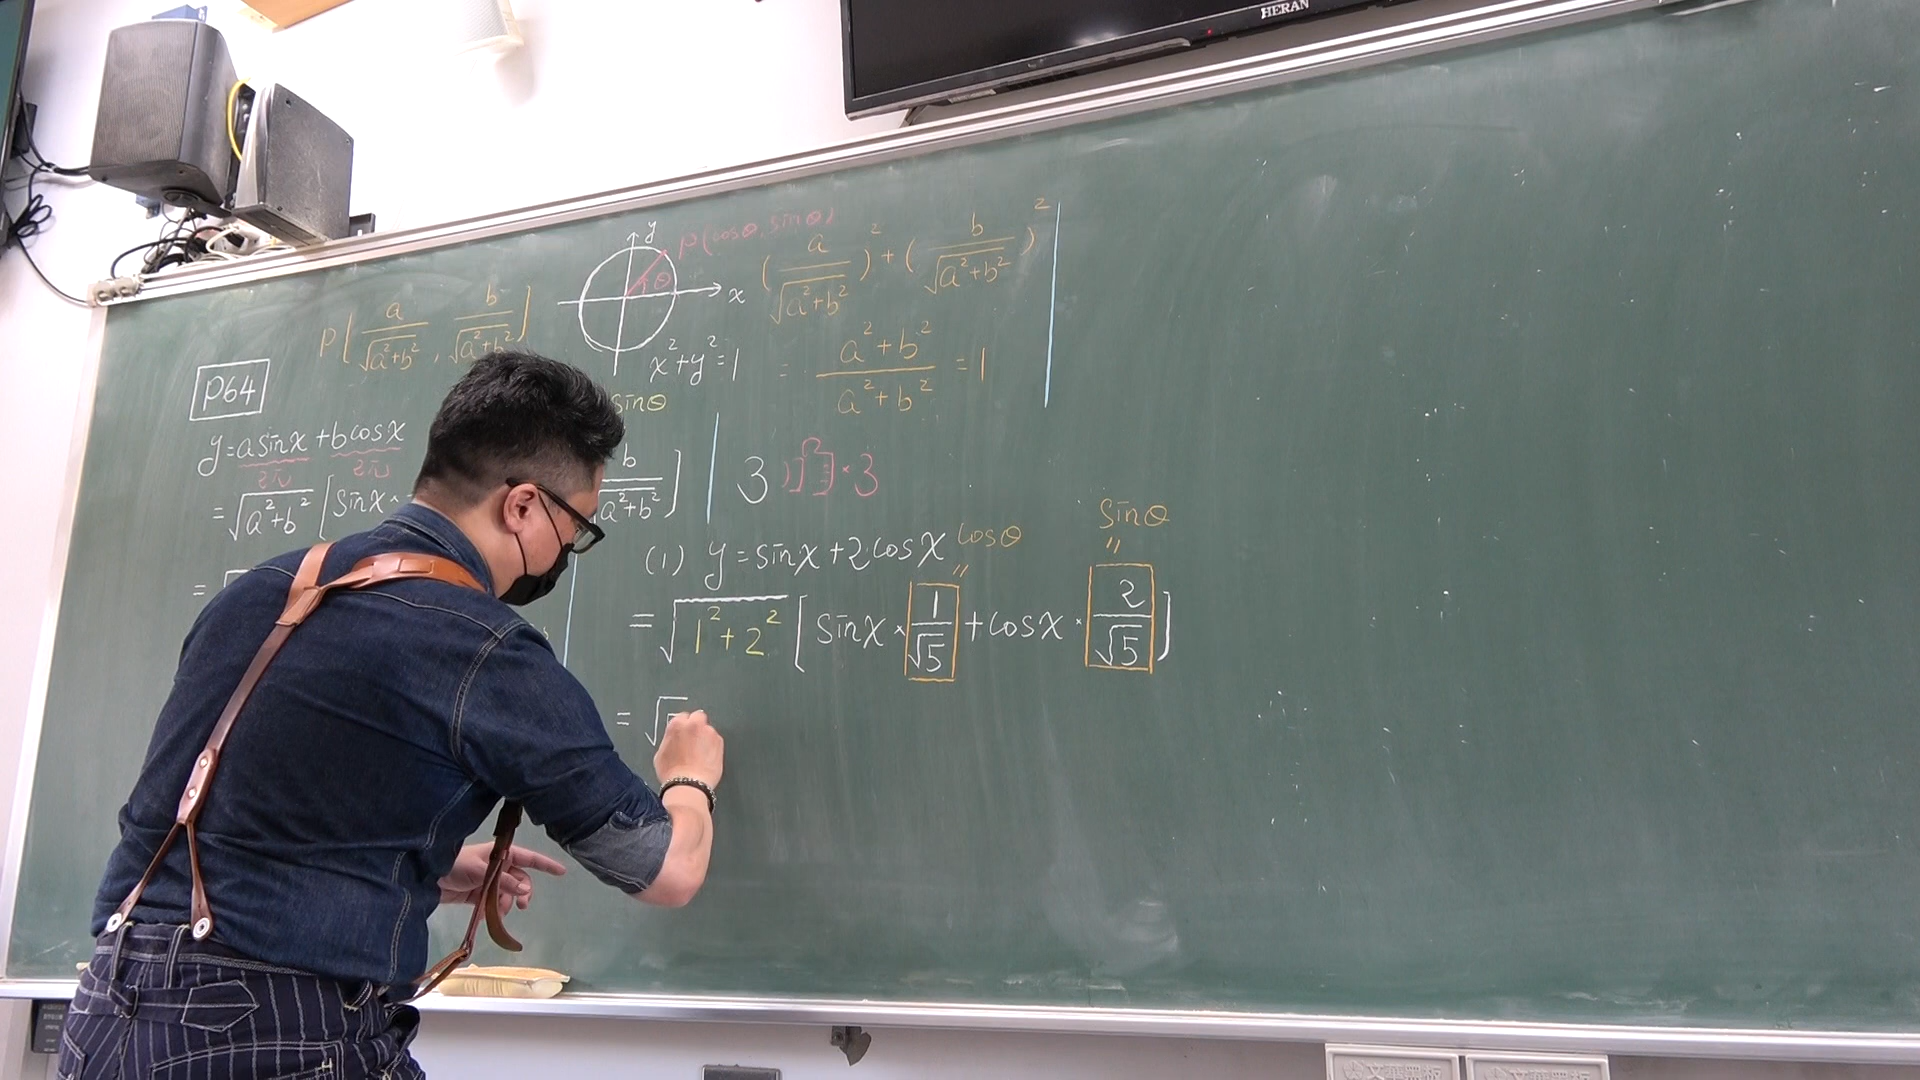 HERAN
P[a/√(a²+b²), b/√(a²+b²)]
y
P(cosθ, sinθ)
θ
x
x²+y²=1
(a/√(a²+b²))²+(b/√(a²+b²))²
= (a²+b²)/(a²+b²) =1
P64
sinθ
y=asinx+bcosx
2π 2π
=√(a²+b²)[sinx·
b/√(a²+b²)]
=
3
×3
(1) y=sinx+2cosx
cosθ
"
sinθ
"
=√(1²+2²)[sinx·1/√5+cosx·2/√5]
=√